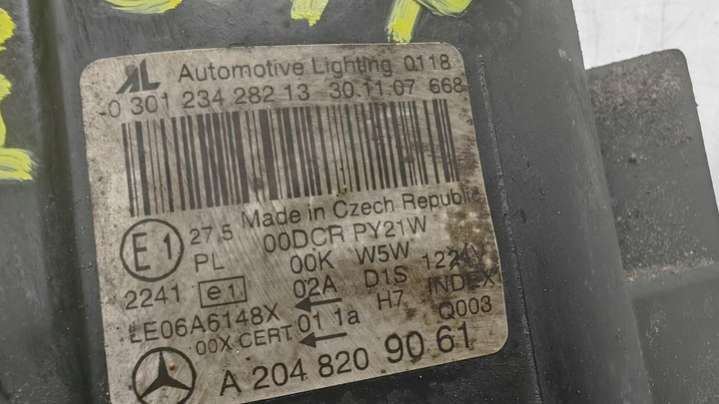 AL Automotive Lighting 0118
0 301 234 282 13 30.11.07 668
Made in Czech Republic
E1 27,5 00DCR PY21W
PL 00K W5W
2241 e1 02A D1S
LE06A6148X 01 1a H7 INDEX
00X CERT Q003
A 204 820 90 61